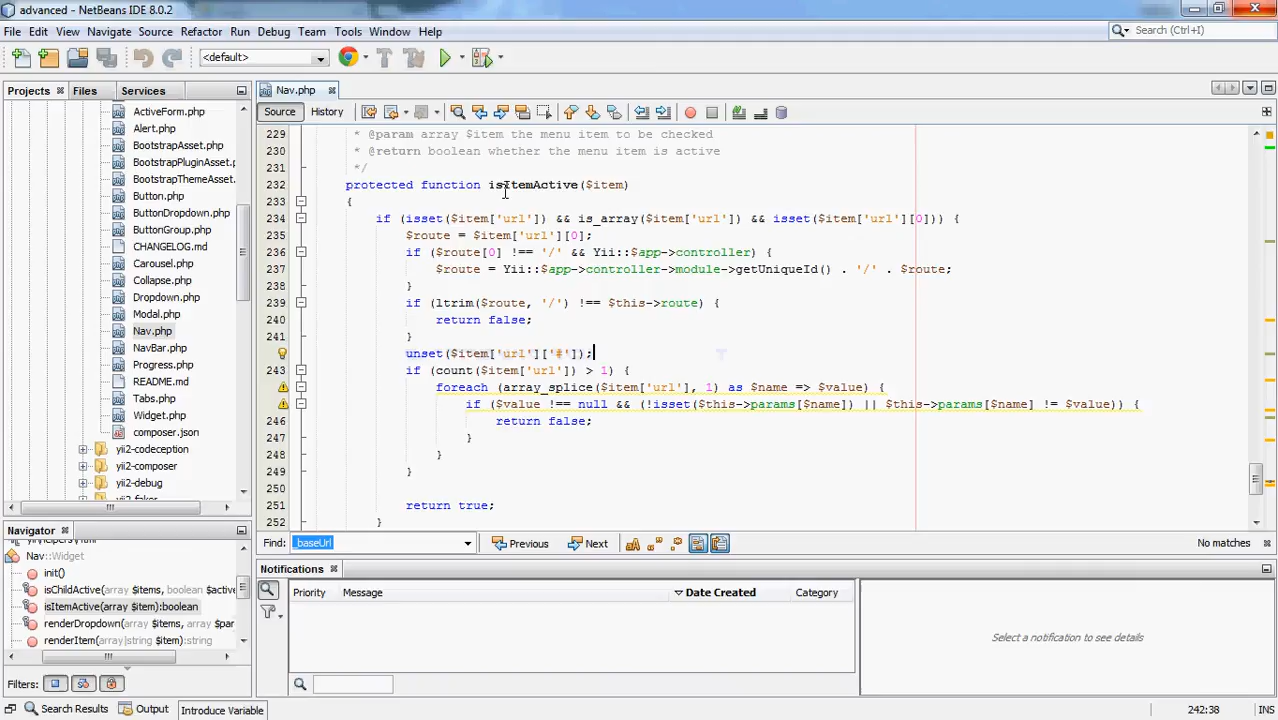 advanced - NetBeans IDE 8.0.2
File Edit View Navigate Source Refactor Run Debug Team Tools Window Help
Search (Ctrl+I)
<default>
Projects Files Services
ActiveForm.php
Alert.php
BootstrapAsset.php
BootstrapPluginAsset.
BootstrapThemeAsset.
Button.php
ButtonDropdown.php
ButtonGroup.php
CHANGELOG.md
Carousel.php
Collapse.php
Dropdown.php
Modal.php
Nav.php
NavBar.php
Progress.php
README.md
Tabs.php
Widget.php
composer.json
yii2-codeception
yii2-composer
yii2-debug
yii2-faker
Nav.php
Source History
229 * @param array $item the menu item to be checked
230 * @return boolean whether the menu item is active
231 */
232 protected function isItemActive($item)
233 {
234 if (isset($item['url']) && is_array($item['url']) && isset($item['url'][0])) {
235 $route = $item['url'][0];
236 if ($route[0] !== '/' && Yii::$app->controller) {
237 $route = Yii::$app->controller->module->getUniqueId() . '/' . $route;
238 }
239 if (ltrim($route, '/') !== $this->route) {
240 return false;
241 }
unset($item['url']['#']);
243 if (count($item['url']) > 1) {
foreach (array_splice($item['url'], 1) as $name => $value) {
if ($value !== null && (!isset($this->params[$name]) || $this->params[$name] != $value)) {
246 return false;
247 }
248 }
249 }
250
251 return true;
252 }
Find: _baseUrl Previous Next No matches
Navigator
Nav::Widget
init()
isChildActive(array $items, boolean $active
isItemActive(array $item):boolean
renderDropdown(array $items, array $par
renderItem(array|string $item):string
Filters:
Notifications
Priority Message Date Created Category
Select a notification to see details
Search Results Output Introduce Variable
242:38 INS